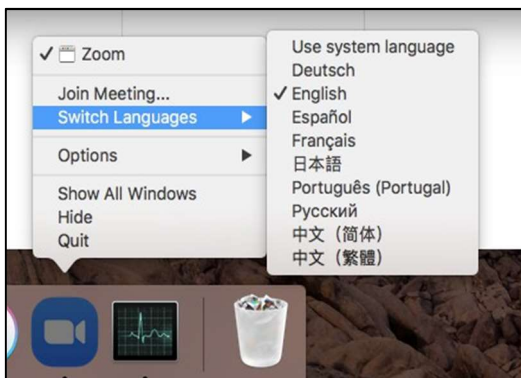 Zoom
Join Meeting...
Switch Languages
Options
Show All Windows
Hide
Quit
Use system language
Deutsch
English
Español
Français
日本語
Português (Portugal)
Русский
中文（简体）
中文（繁體）